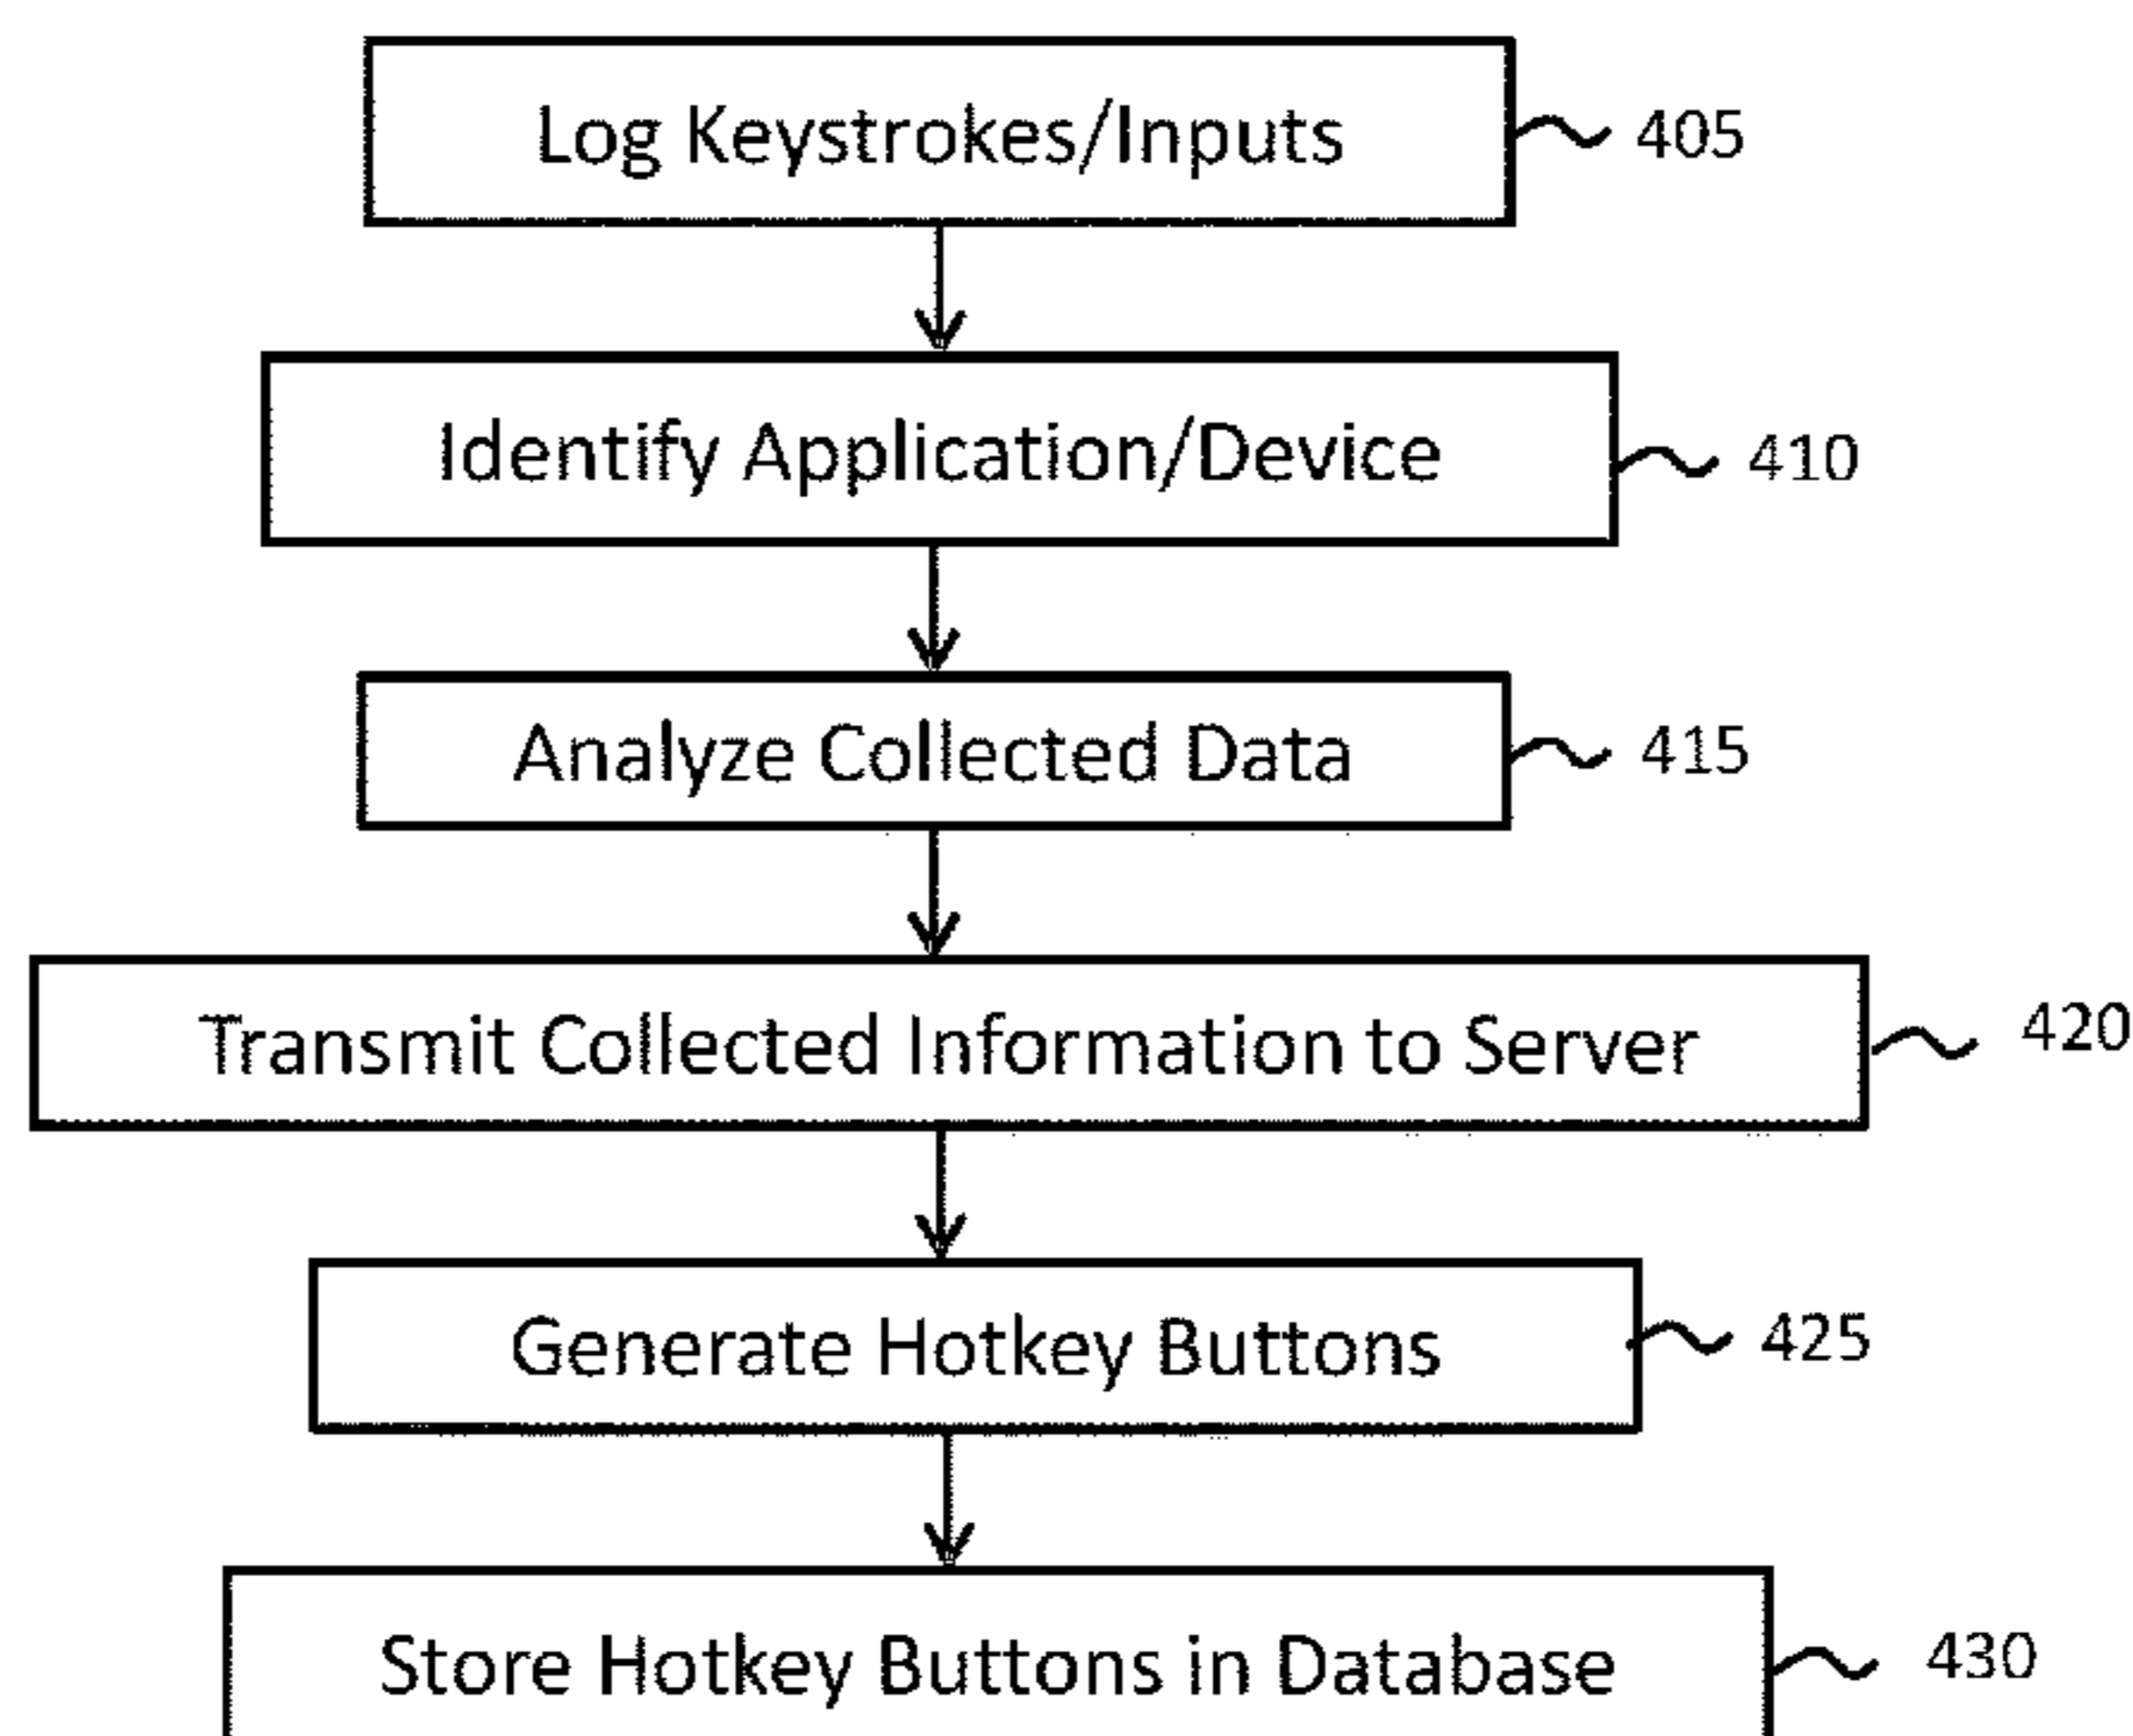 Log Keystrokes/Inputs 405
Identify Application/Device 410
Analyze Collected Data 415
Transmit Collected Information to Server 420
Generate Hotkey Buttons 425
Store Hotkey Buttons in Database 430